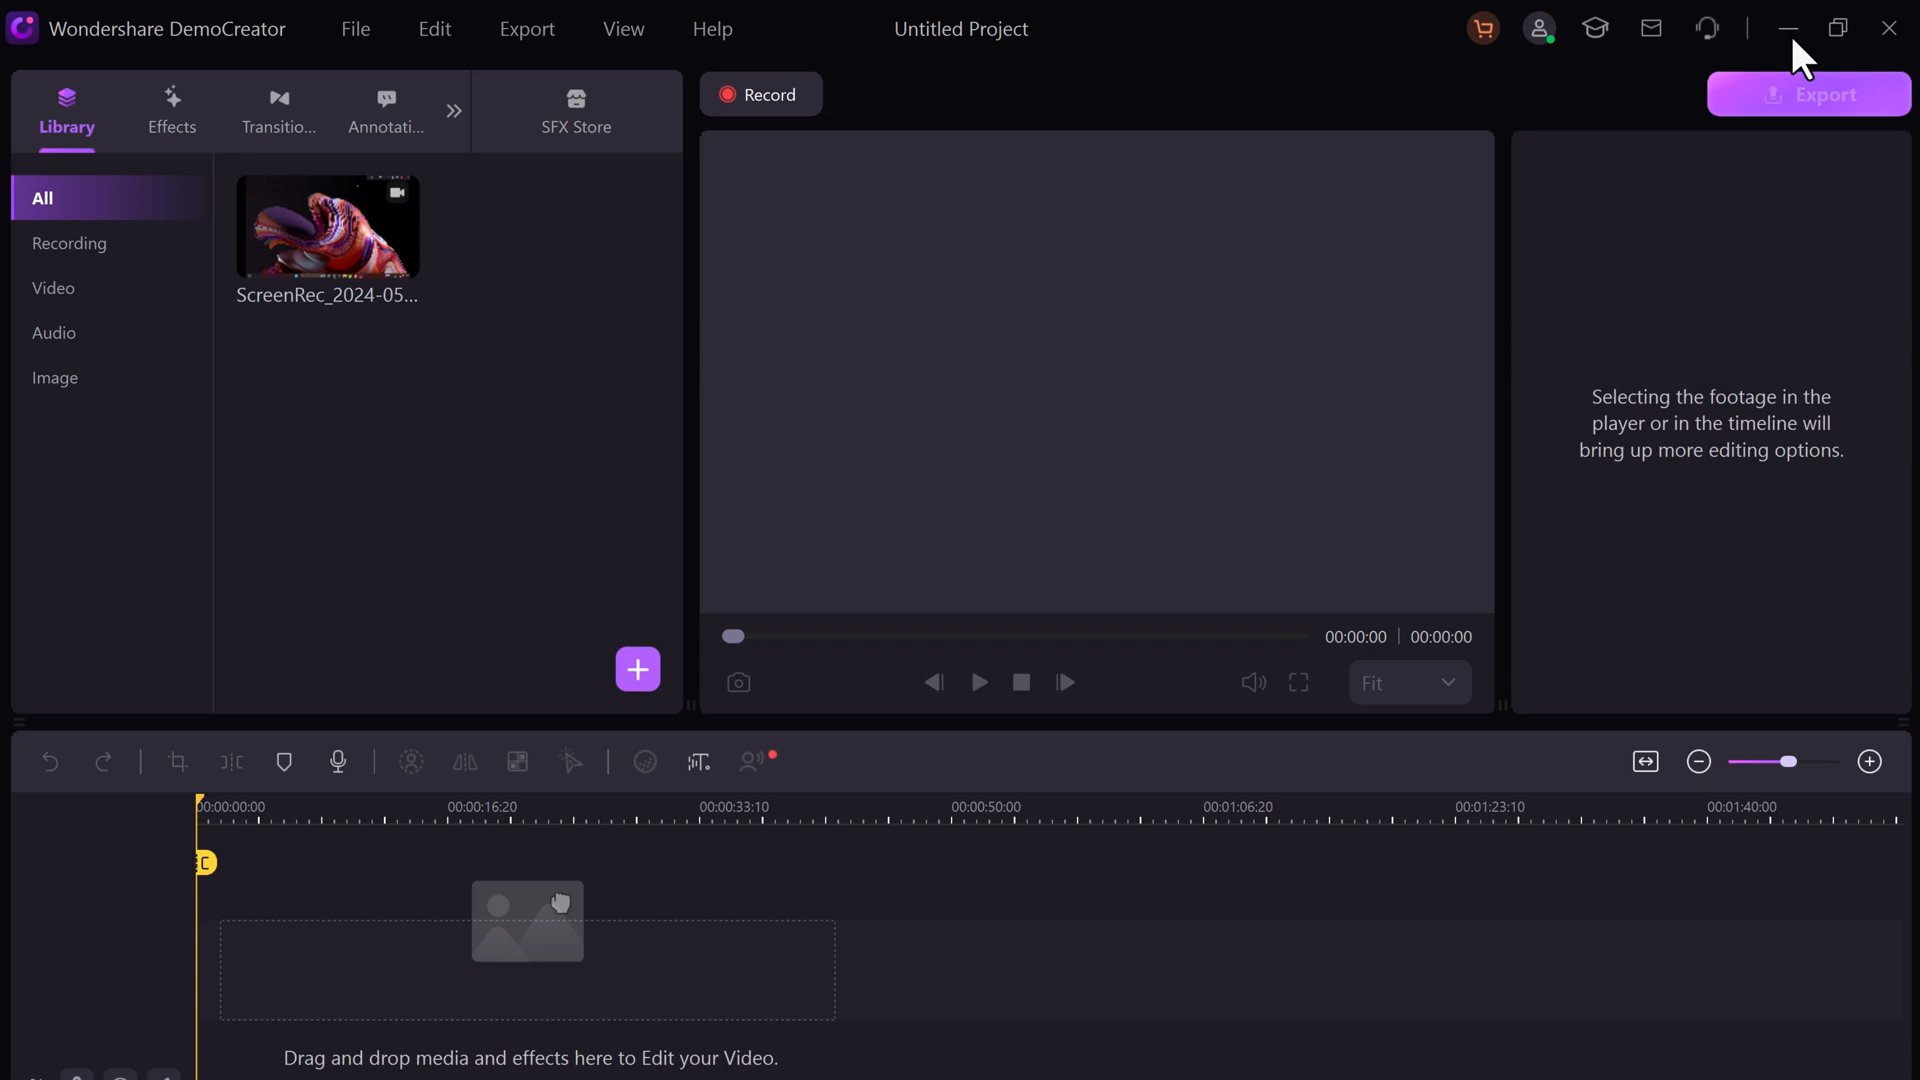 Wondershare DemoCreator
File
Edit
Export
View
Help
Untitled Project
Library
Effects
Transitio...
Annotati...
SFX Store
Record
Export
All
Recording
Video
Audio
Image
ScreenRec_2024-05...
Selecting the footage in the
player or in the timeline will
bring up more editing options.
00:00:00 | 00:00:00
Fit
00:00:00:00
00:00:16:20
00:00:33:10
00:00:50:00
00:01:06:20
00:01:23:10
00:01:40:00
Drag and drop media and effects here to Edit your Video.